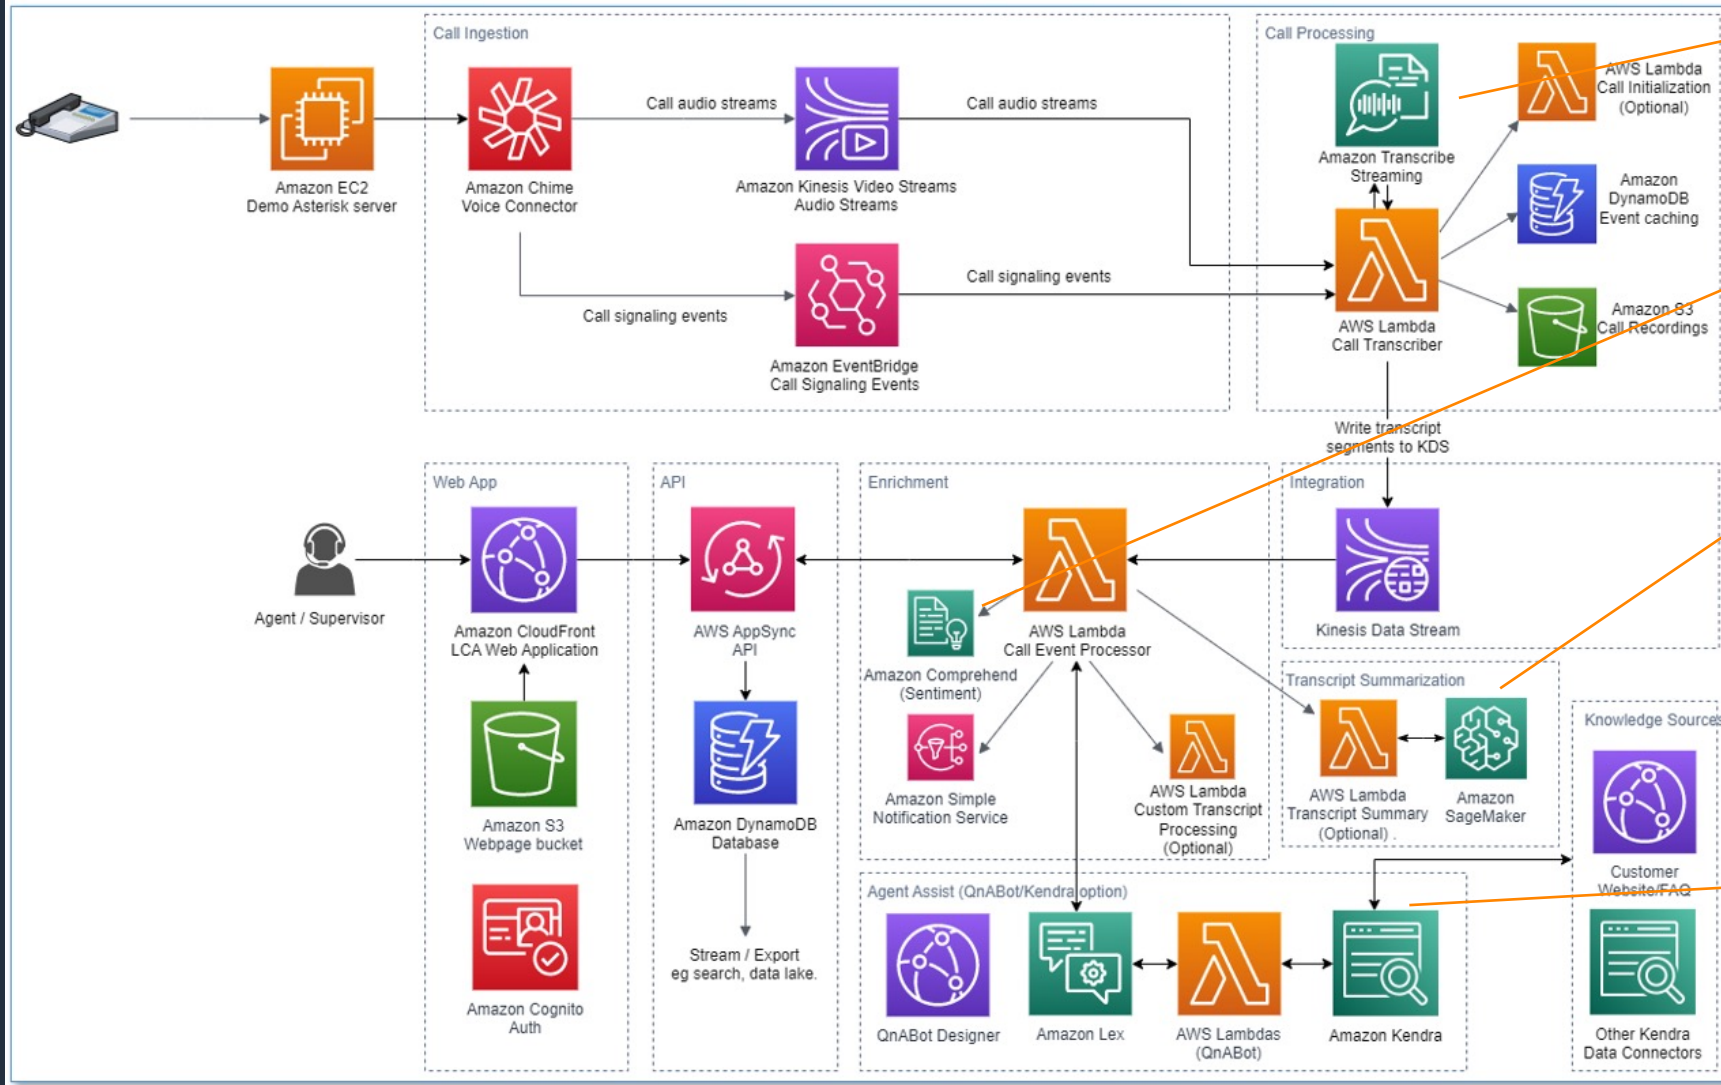 Call Ingestion
Call audio streams
Call audio streams
Amazon EC2
Demo Asterisk server
Amazon Chime
Voice Connector
Amazon Kinesis Video Streams
Audio Streams
Call signaling events
Call signaling events
Amazon EventBridge
Call Signaling Events
Call Processing
Amazon Transcribe
Streaming
AWS Lambda
Call Initialization
(Optional)
Amazon
DynamoDB
Event caching
Amazon S3
Call Recordings
AWS Lambda
Call Transcriber
Write transcript
segments to KDS
Agent / Supervisor
Web App
Amazon CloudFront
LCA Web Application
Amazon S3
Webpage bucket
Amazon Cognito
Auth
API
AWS AppSync
API
Amazon DynamoDB
Database
Stream / Export
eg search, data lake.
Enrichment
AWS Lambda
Call Event Processor
Amazon Comprehend
(Sentiment)
Amazon Simple
Notification Service
AWS Lambda
Custom Transcript
Processing
(Optional)
Integration
Kinesis Data Stream
Transcript Summarization
AWS Lambda
Transcript Summary
(Optional) .
Amazon
SageMaker
Knowledge Sources
Customer
Website/FAQ
Other Kendra
Data Connectors
Agent Assist (QnABot/Kendra option)
QnABot Designer
Amazon Lex
AWS Lambdas
(QnABot)
Amazon Kendra